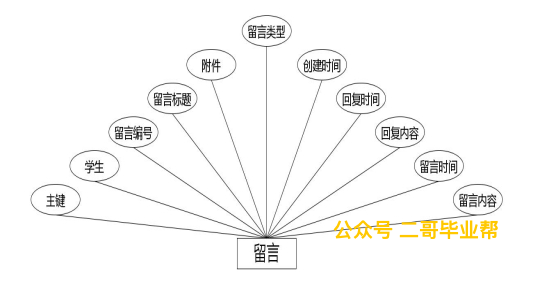 留言类型
附件
创建时间
留言标题
回复时间
留言编号
回复内容
学生
留言时间
主键
留言内容
公众号 二哥毕业帮
留言